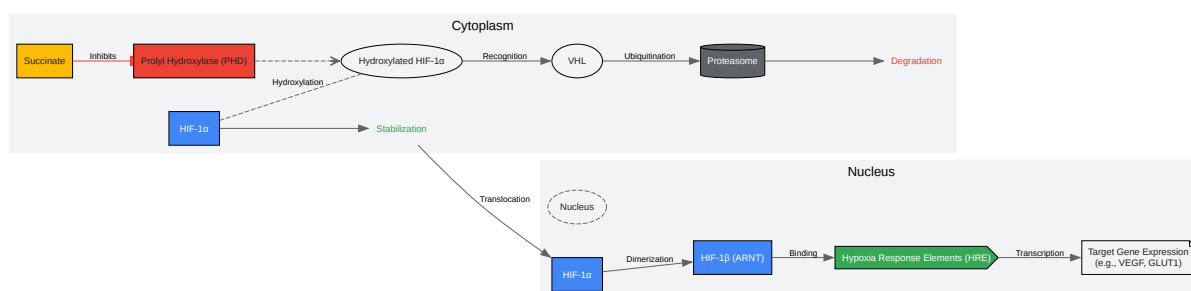 Cytoplasm
Succinate
Inhibits
Prolyl Hydroxylase (PHD)
Hydroxylated HIF-1α
Recognition
VHL
Ubiquitination
Proteasome
Degradation
Hydroxylation
HIF-1α
Stabilization
Translocation
Nucleus
Nucleus
HIF-1α
Dimerization
HIF-1β (ARNT)
Binding
Hypoxia Response Elements (HRE)
Transcription
Target Gene Expression
(e.g., VEGF, GLUT1)